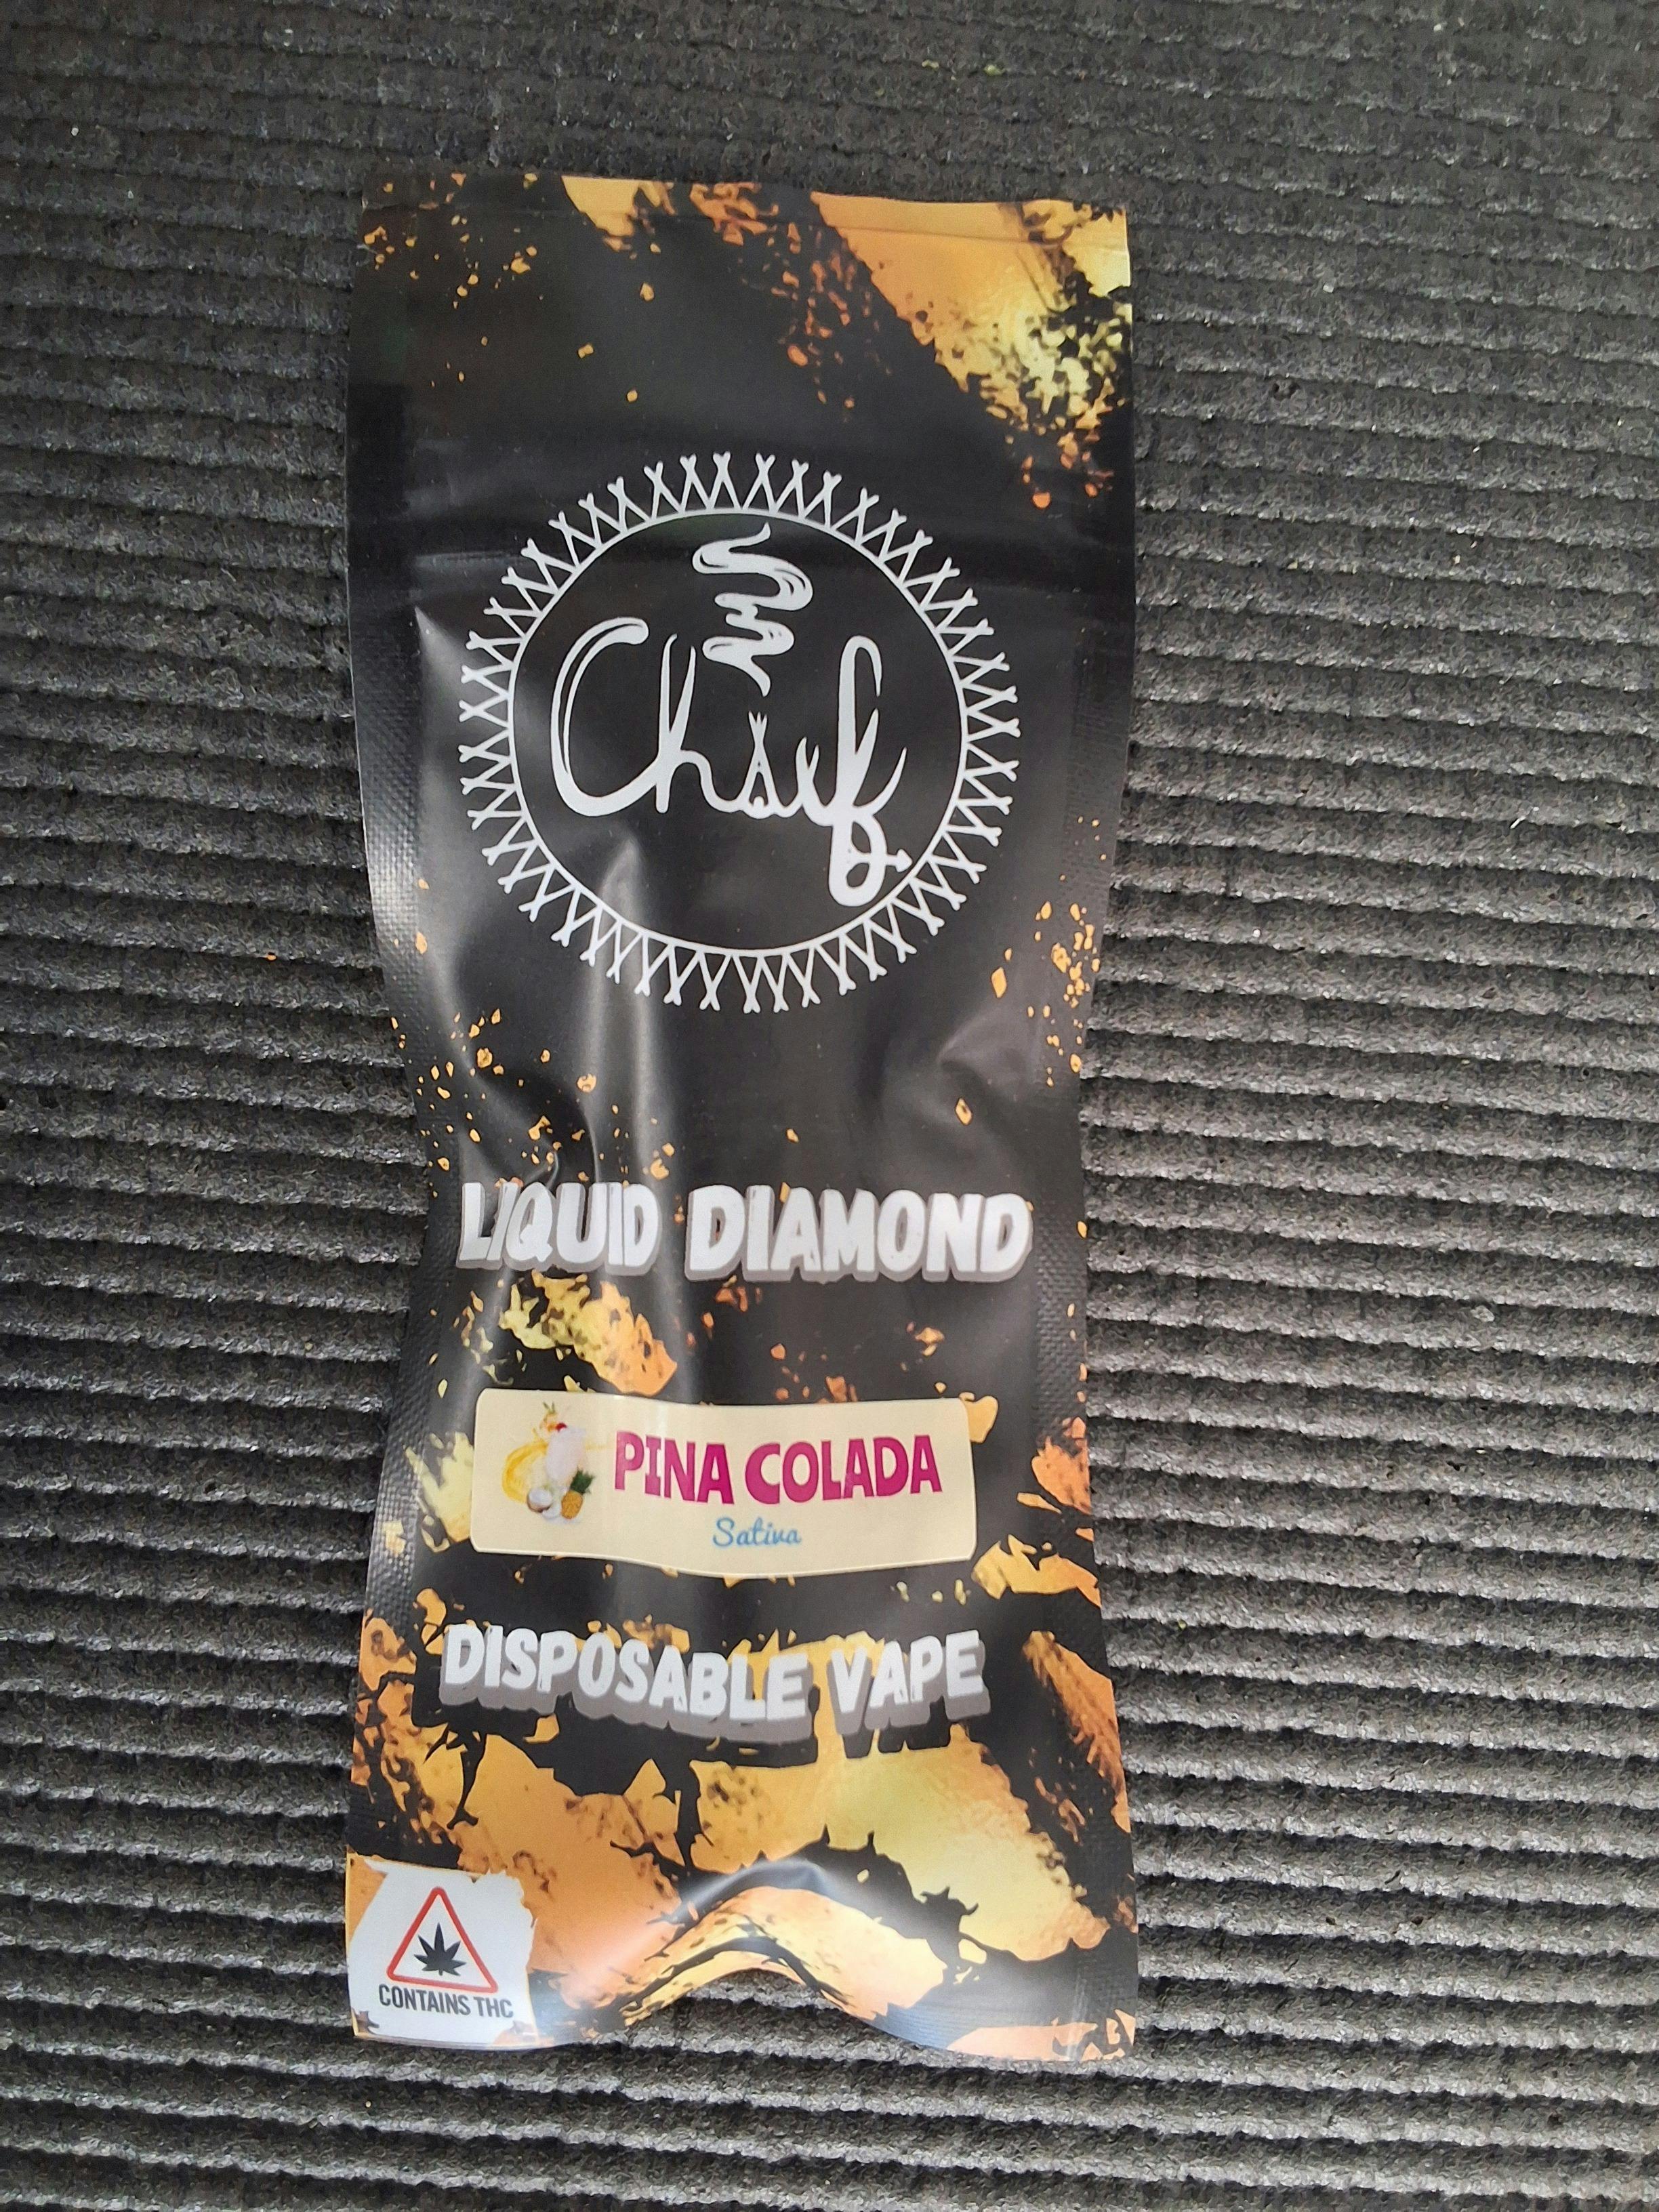 Chief
LIQUID DIAMOND
PINA COLADA
Sativa
DISPOSABLE VAPE
CONTAINS THC